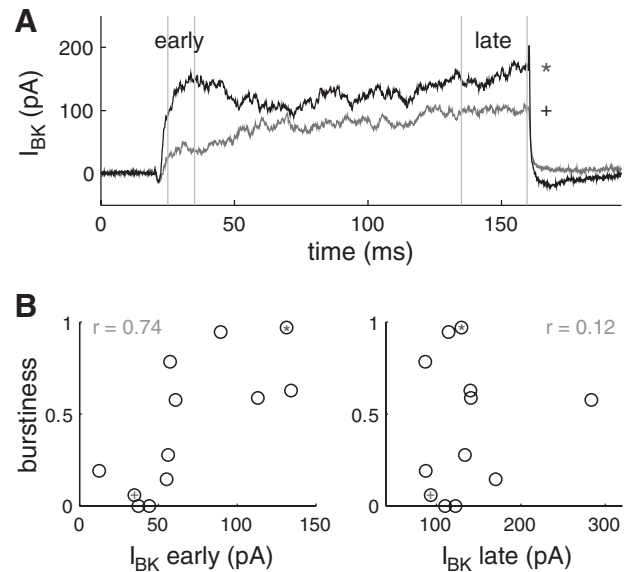 A
early
late
I_BK (pA)
200
100
0
*
+
0
50
100
150
time (ms)
B
burstiness
1
0.5
0
r = 0.74
*
+
0
50
100
150
I_BK early (pA)
1
0.5
0
r = 0.12
*
+
100
200
300
I_BK late (pA)